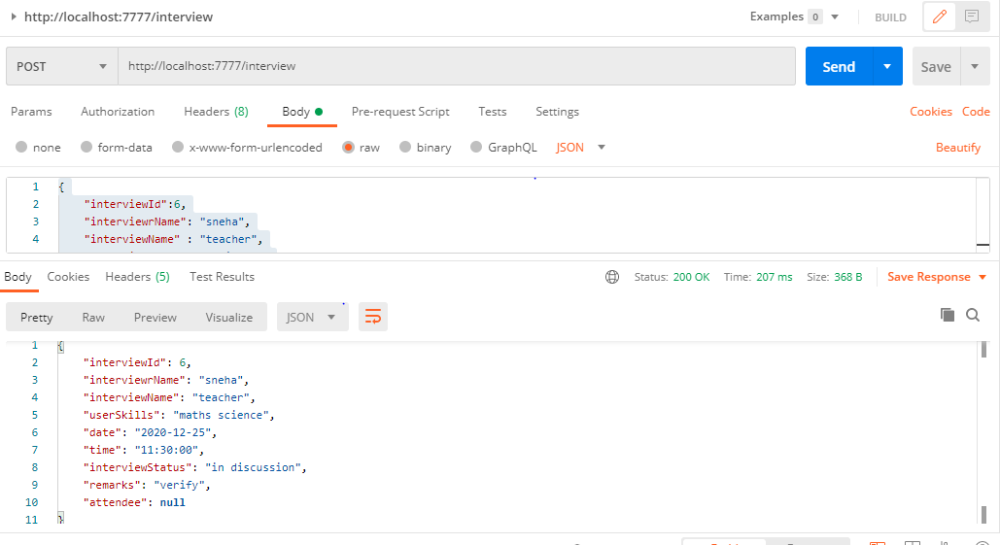 http://localhost:7777/interview Examples 0 BUILD
POST http://localhost:7777/interview Send Save
Params Authorization Headers (8) Body Pre-request Script Tests Settings Cookies Code
none form-data x-www-form-urlencoded raw binary GraphQL JSON Beautify
1 {
2 "interviewId":6,
3 "interviewrName": "sneha",
4 "interviewName" : "teacher",
Body Cookies Headers (5) Test Results Status: 200 OK Time: 207 ms Size: 368 B Save Response
Pretty Raw Preview Visualize JSON
1 {
2 "interviewId": 6,
3 "interviewrName": "sneha",
4 "interviewName": "teacher",
5 "userSkills": "maths science",
6 "date": "2020-12-25",
7 "time": "11:30:00",
8 "interviewStatus": "in discussion",
9 "remarks": "verify",
10 "attendee": null
11 }